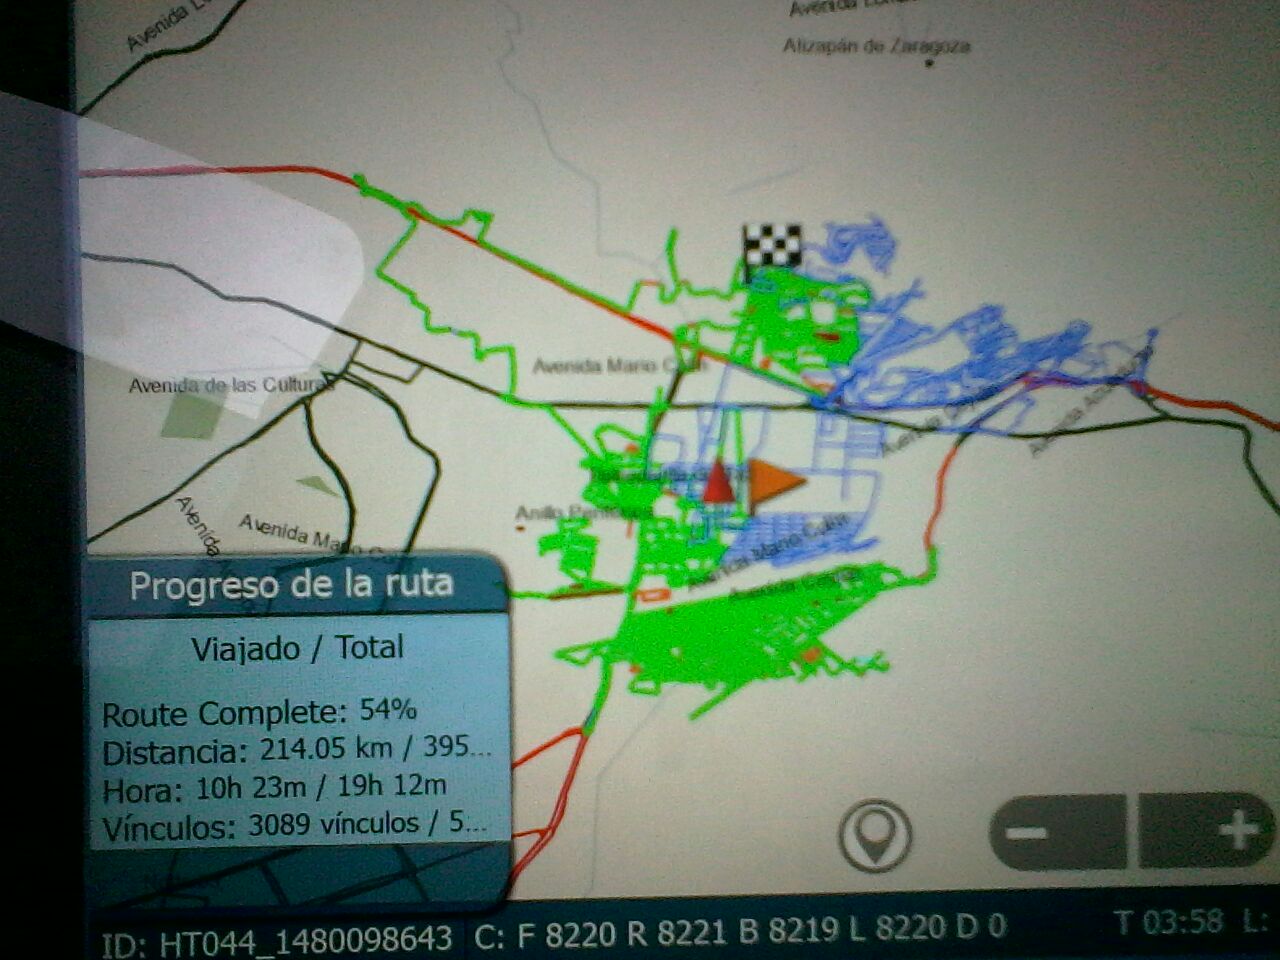 Avenida
Atizapán de Zaragoza
Avenida Mario Colín
Avenida de las Culturas
Avenida
Avenida Mario
Avenida Mario Colín
Progreso de la ruta
Viajado / Total
Route Complete: 54%
Distancia: 214.05 km / 395...
Hora: 10h 23m / 19h 12m
Vínculos: 3089 vínculos / 5...
ID: HT044_1480098643 C: F 8220 R 8221 B 8219 L 8220 D 0 T 03:58 L: